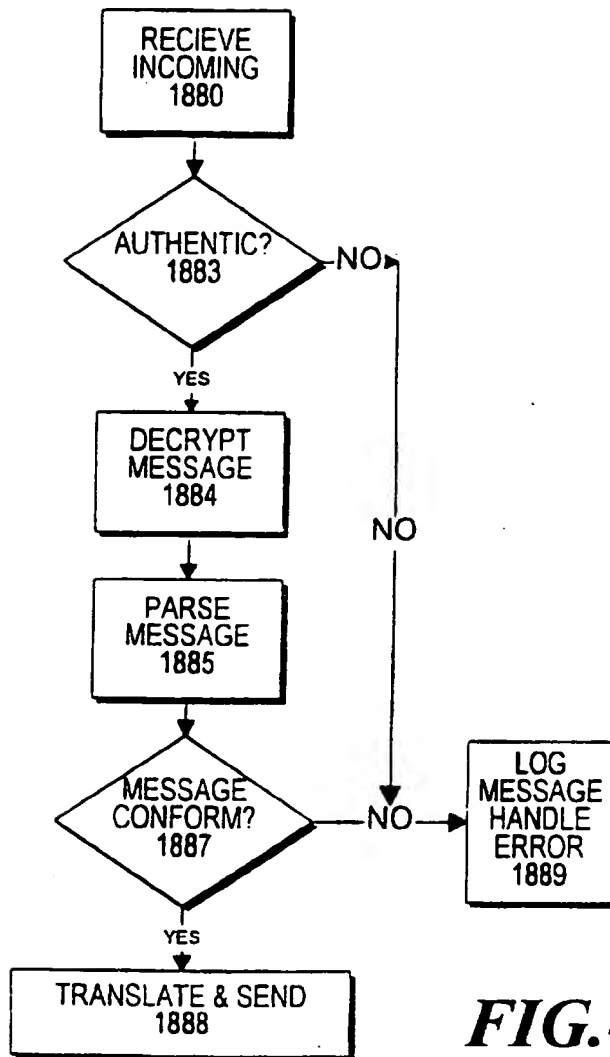 RECIEVE
INCOMING
1880
AUTHENTIC?
1883
NO
YES
DECRYPT
MESSAGE
1884
NO
PARSE
MESSAGE
1885
MESSAGE
CONFORM?
1887
NO
LOG
MESSAGE
HANDLE
ERROR
1889
YES
TRANSLATE & SEND
1888
FIG.